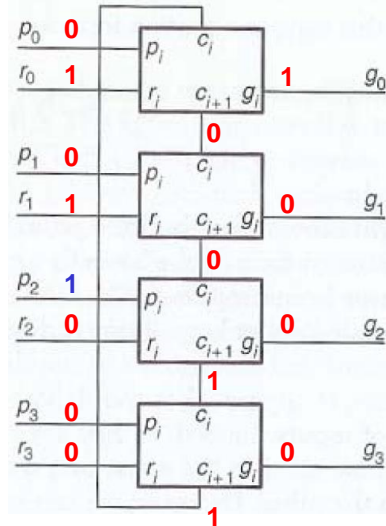 0
p₀ cᵢ
pᵢ
r₀ 1 1
rᵢ cᵢ₊₁ gᵢ g₀
0
p₁ 0 cᵢ
pᵢ
r₁ 1 0
rᵢ cᵢ₊₁ gᵢ g₁
0
p₂ 1 cᵢ
pᵢ
r₂ 0 0
rᵢ cᵢ₊₁ gᵢ g₂
1
p₃ 0 cᵢ
pᵢ
r₃ 0 0
rᵢ cᵢ₊₁ gᵢ g₃
1